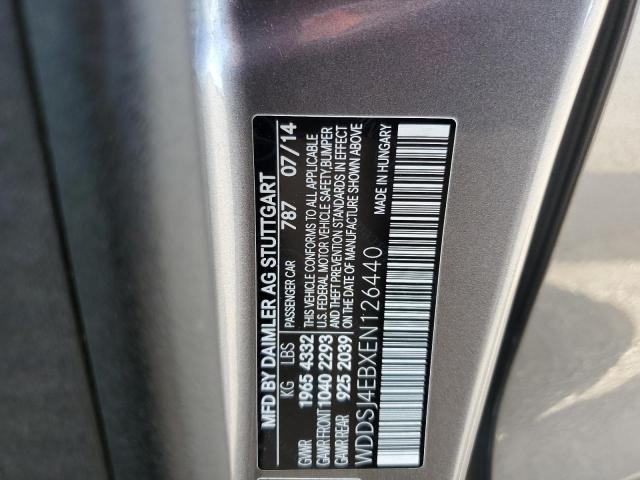 MFD BY DAIMLER AG STUTTGART
KG LBS PASSENGER CAR 787 07/14
GVWR 1965 4332 THIS VEHICLE CONFORMS TO ALL APPLICABLE
GAWR FRONT 1040 2293 U.S. FEDERAL MOTOR VEHICLE SAFETY, BUMPER
GAWR REAR 925 2039 AND THEFT PREVENTION STANDARDS IN EFFECT
ON THE DATE OF MANUFACTURE SHOWN ABOVE
WDDSJ4EBXEN126440 MADE IN HUNGARY